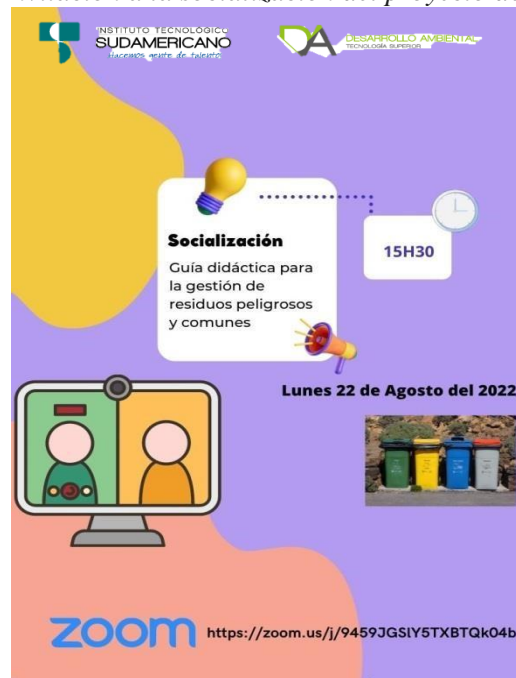 INSTITUTO TECNOLÓGICO
SUDAMERICANO
Hacemos gente de talento
DESARROLLO AMBIENTAL
TECNOLOGÍA SUPERIOR
Socialización
Guía didáctica para
la gestión de
residuos peligrosos
y comunes
15H30
Lunes 22 de Agosto del 2022
zoom https://zoom.us/j/9459JGSlY5TXBTQk04b